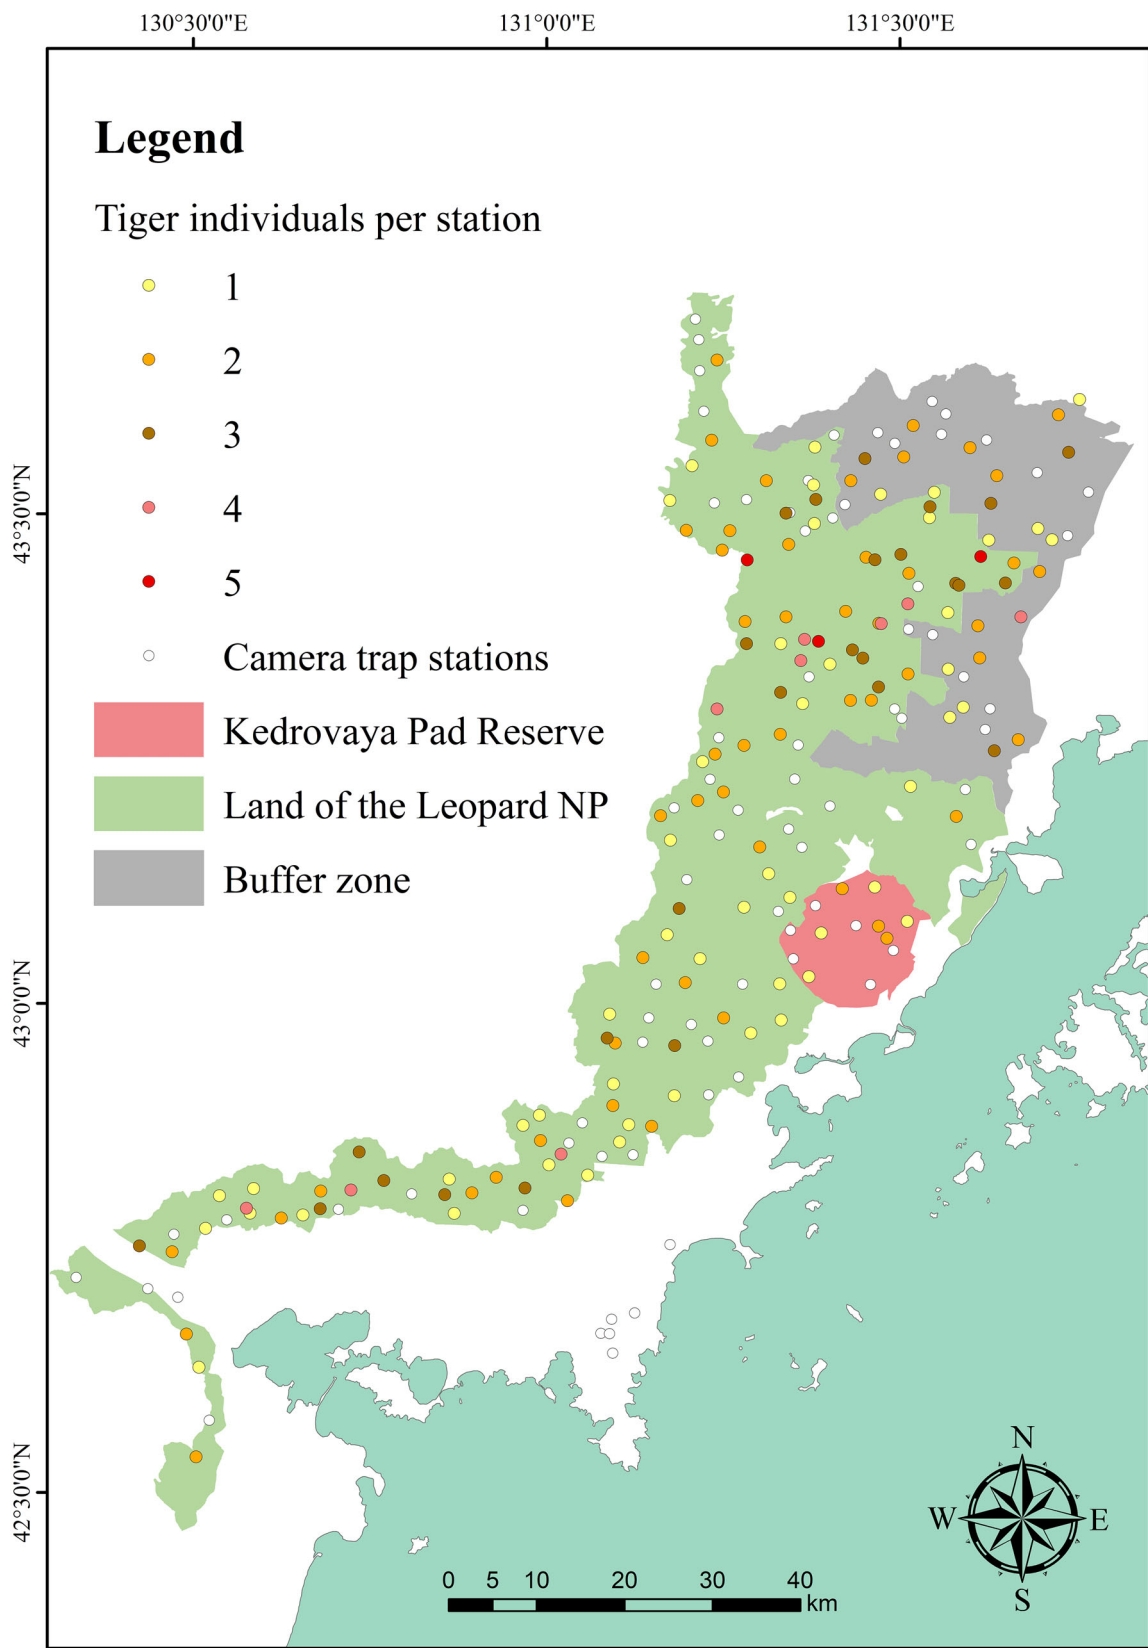 130°30'0"E 131°0'0"E 131°30'0"E
Legend
Tiger individuals per station
1
2
3
4
5
Camera trap stations
Kedrovaya Pad Reserve
Land of the Leopard NP
Buffer zone
43°30'0"N
43°0'0"N
42°30'0"N
N
W E
S
0 5 10 20 30 40
km